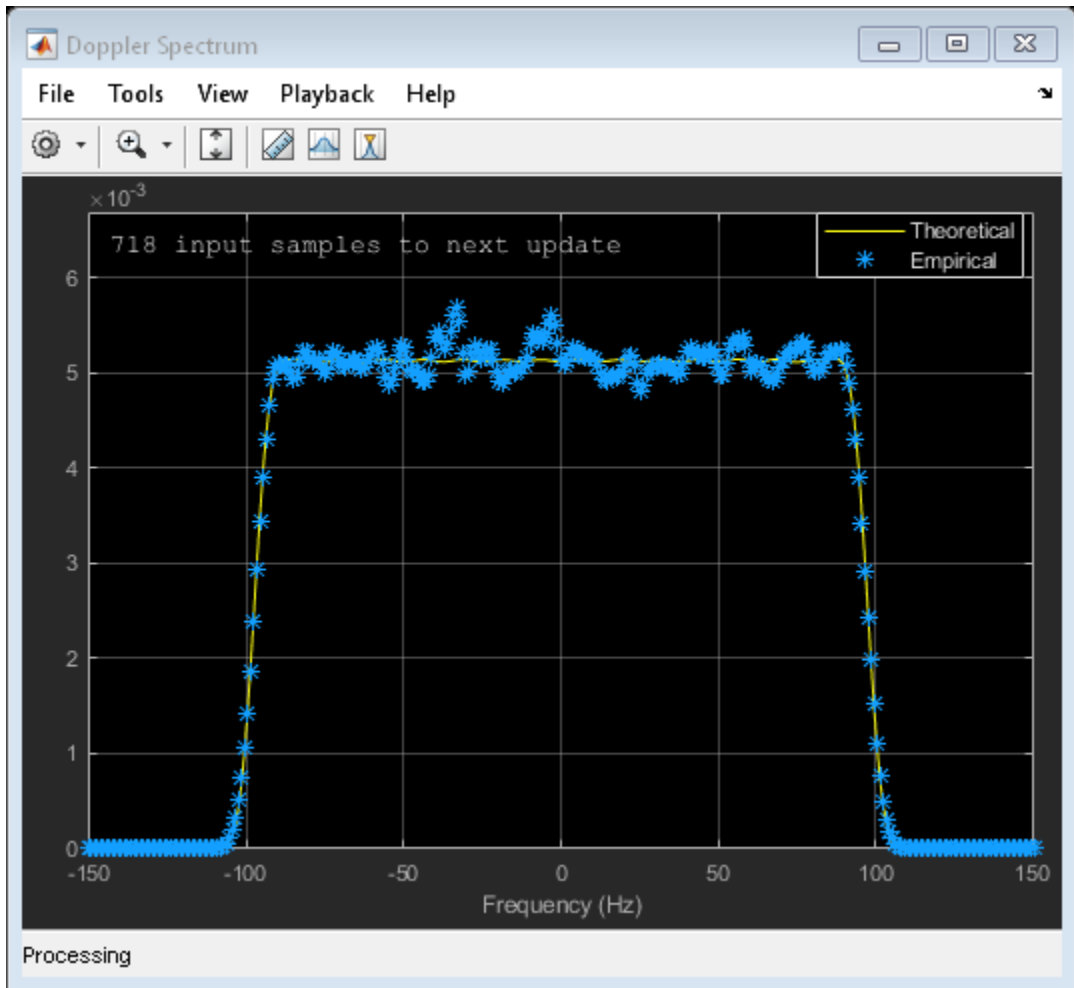 Doppler Spectrum
File Tools View Playback Help
×10-3
718 input samples to next update
Theoretical
Empirical
6
5
4
3
2
1
0
-150 -100 -50 0 50 100 150
Frequency (Hz)
Processing